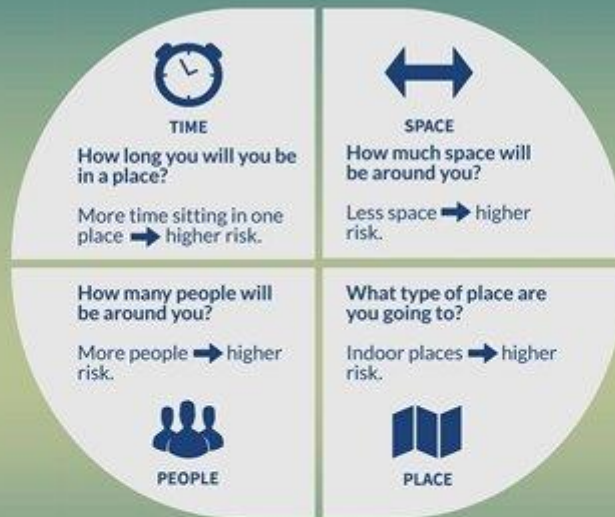 TIME
How long you will you be
in a place?
More time sitting in one
place ➡ higher risk.
SPACE
How much space will
be around you?
Less space ➡ higher
risk.
How many people will
be around you?
More people ➡ higher
risk.
PEOPLE
What type of place are
you going to?
Indoor places ➡ higher
risk.
PLACE